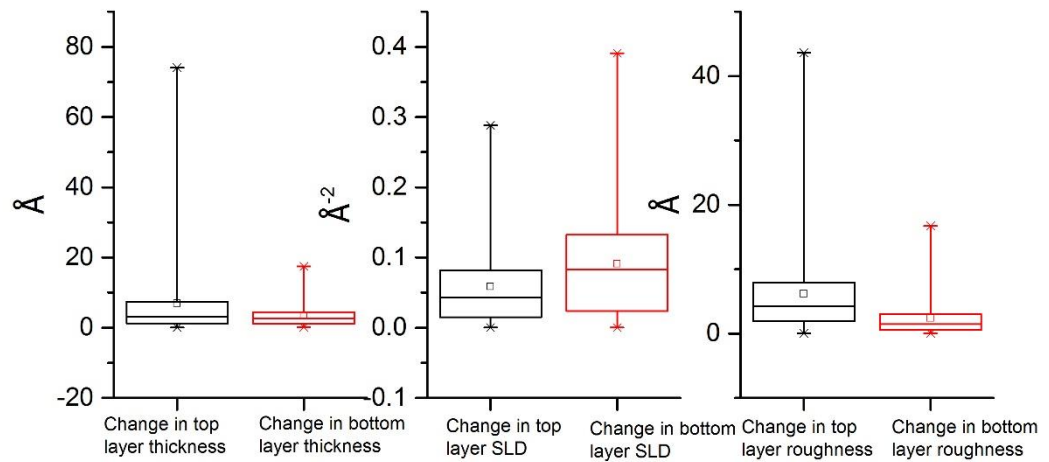 80
60
40
20
0
-20
Å
Change in top
layer thickness
Change in bottom
layer thickness
0.4
0.3
0.2
0.1
0.0
-0.1
Å-2
Change in top
layer SLD
Change in bottom
layer SLD
40
20
0
Å
Change in top
layer roughness
Change in bottom
layer roughness